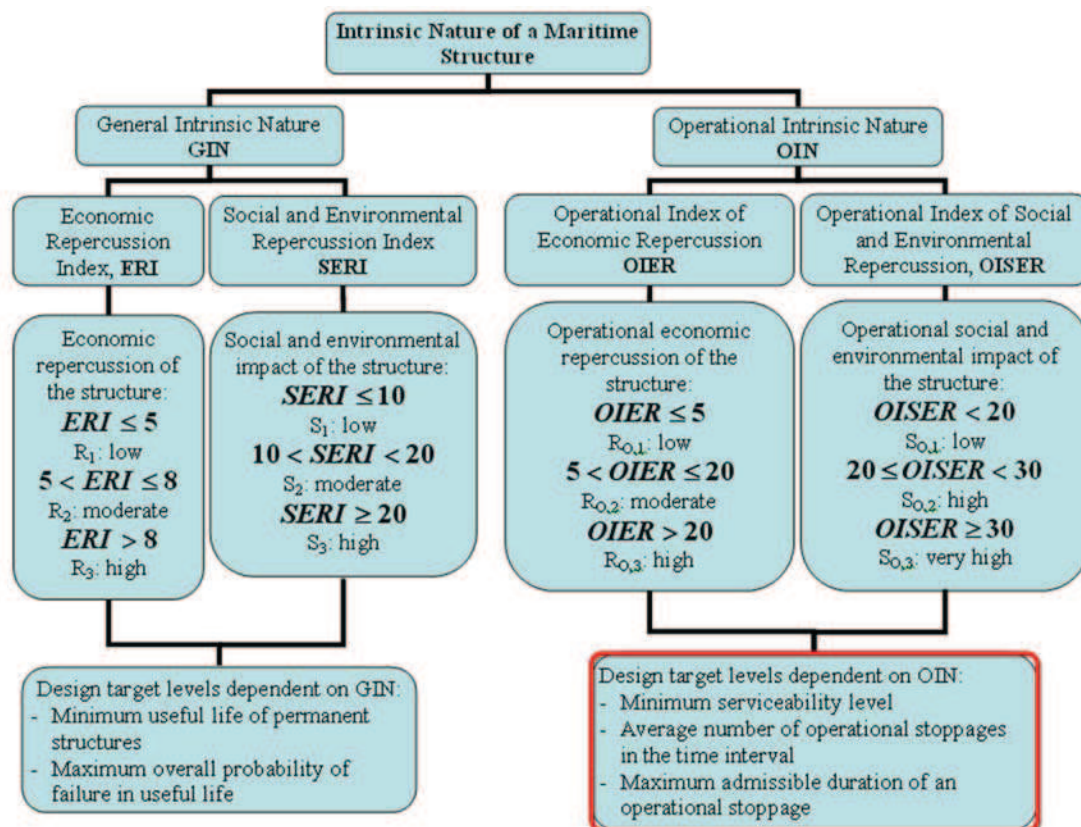 Intrinsic Nature of a Maritime
Structure
General Intrinsic Nature
GIN
Operational Intrinsic Nature
OIN
Economic
Repercussion
Index, ERI
Social and Environmental
Repercussion Index
SERI
Operational Index of
Economic Repercussion
OIER
Operational Index of Social
and Environmental
Repercussion, OISER
Economic
repercussion of
the structure:
ERI ≤ 5
R₁: low
5 < ERI ≤ 8
R₂: moderate
ERI > 8
R₃: high
Social and environmental
impact of the structure:
SERI ≤ 10
S₁: low
10 < SERI < 20
S₂: moderate
SERI ≥ 20
S₃: high
Operational economic
repercussion of the
structure:
OIER ≤ 5
R_O,1: low
5 < OIER ≤ 20
R_O,2: moderate
OIER > 20
R_O,3: high
Operational social and
environmental impact of
the structure:
OISER < 20
S_O,1: low
20 ≤ OISER < 30
S_O,2: high
OISER ≥ 30
S_O,3: very high
Design target levels dependent on GIN:
- Minimum useful life of permanent
structures
- Maximum overall probability of
failure in useful life
Design target levels dependent on OIN:
- Minimum serviceability level
- Average number of operational stoppages
in the time interval
- Maximum admissible duration of an
operational stoppage